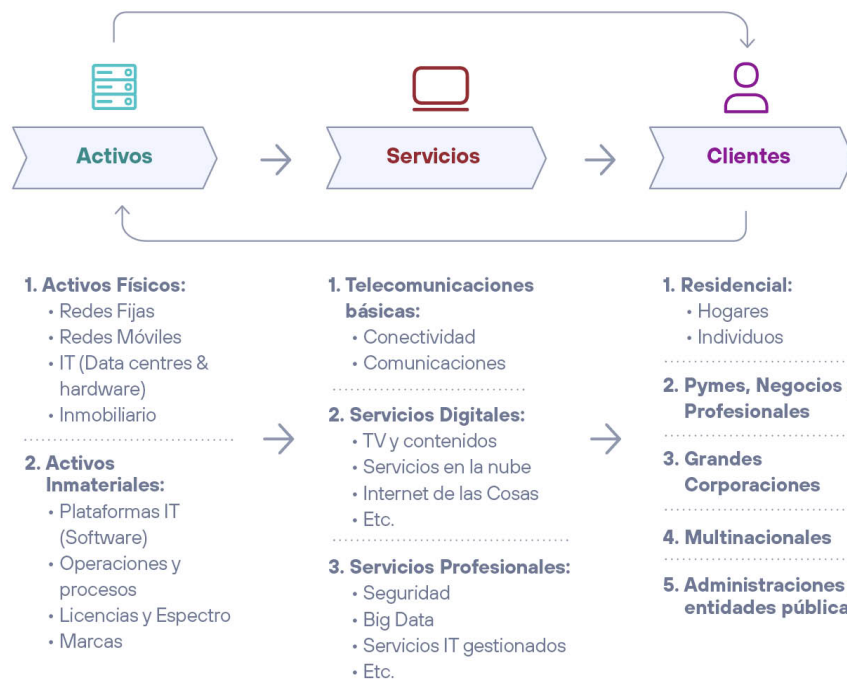 Activos
Servicios
Clientes
1. Activos Físicos:
• Redes Fijas
• Redes Móviles
• IT (Data centres &
hardware)
• Inmobiliario
2. Activos
Inmateriales:
• Plataformas IT
(Software)
• Operaciones y
procesos
• Licencias y Espectro
• Marcas
1. Telecomunicaciones
básicas:
• Conectividad
• Comunicaciones
2. Servicios Digitales:
• TV y contenidos
• Servicios en la nube
• Internet de las Cosas
• Etc.
3. Servicios Profesionales:
• Seguridad
• Big Data
• Servicios IT gestionados
• Etc.
1. Residencial:
• Hogares
• Individuos
2. Pymes, Negocios
Profesionales
3. Grandes
Corporaciones
4. Multinacionales
5. Administraciones
entidades pública